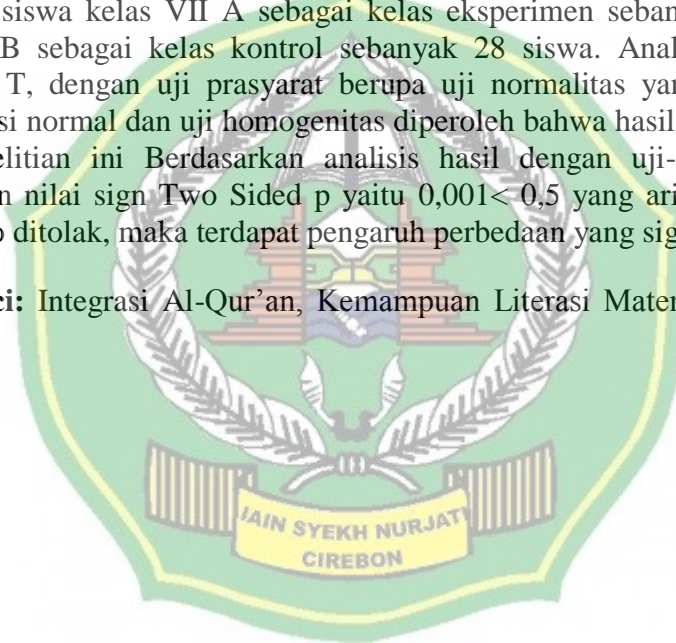 siswa kelas VII A sebagai kelas eksperimen seban
B sebagai kelas kontrol sebanyak 28 siswa. Anal
T, dengan uji prasyarat berupa uji normalitas yan
si normal dan uji homogenitas diperoleh bahwa hasil
elitian ini Berdasarkan analisis hasil dengan uji-
n nilai sign Two Sided p yaitu 0,001< 0,5 yang ari
ditolak, maka terdapat pengaruh perbedaan yang sig
ci: Integrasi Al-Qur’an, Kemampuan Literasi Mater
IAIN SYEKH NURJATI
CIREBON